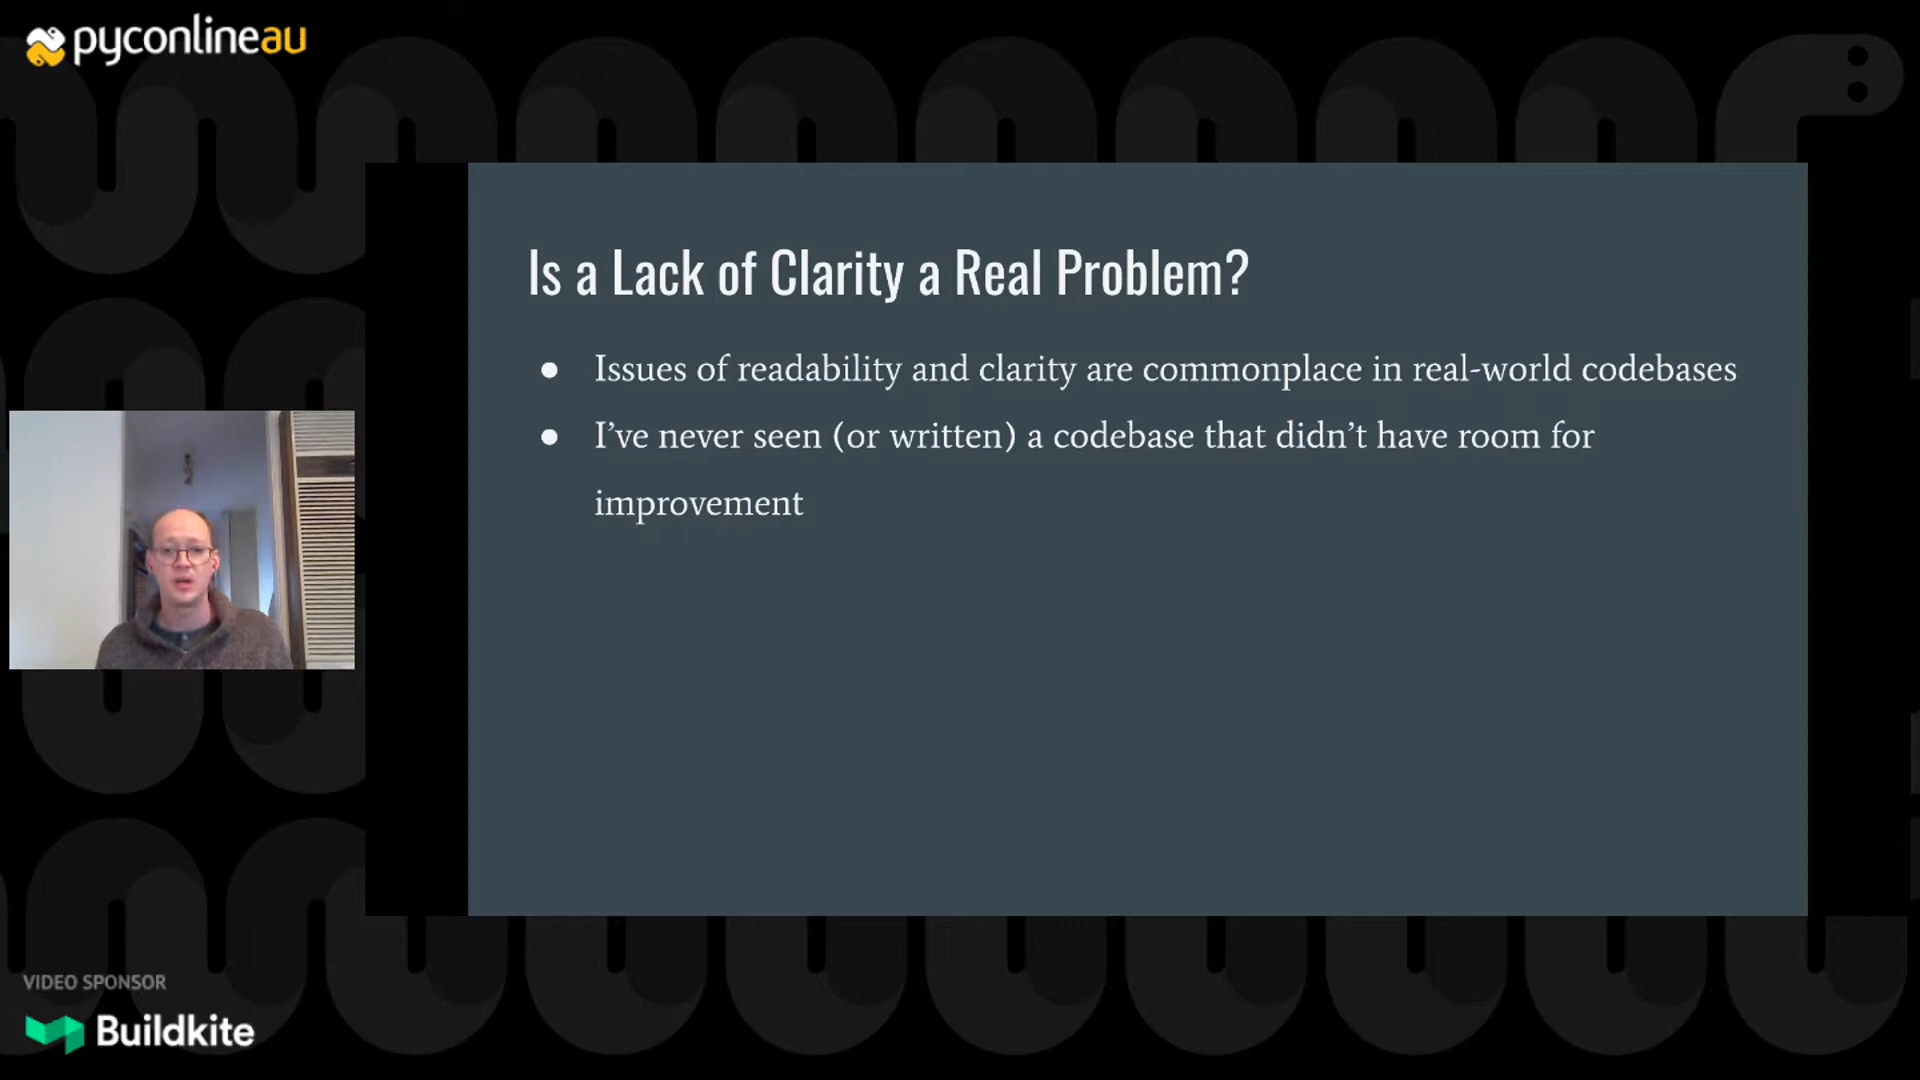 pyconlineau
Is a Lack of Clarity a Real Problem?
● Issues of readability and clarity are commonplace in real-world codebases
● I’ve never seen (or written) a codebase that didn’t have room for
improvement
VIDEO SPONSOR
Buildkite